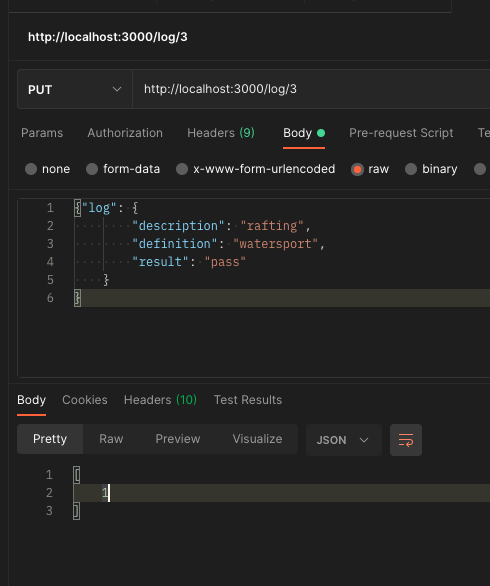 http://localhost:3000/log/3
PUT http://localhost:3000/log/3
Params Authorization Headers (9) Body Pre-request Script Te
none form-data x-www-form-urlencoded raw binary
1 {"log": {
2 "description": "rafting",
3 "definition": "watersport",
4 "result": "pass"
5 }
6 }
Body Cookies Headers (10) Test Results
Pretty Raw Preview Visualize JSON
1 [
2 1
3 ]